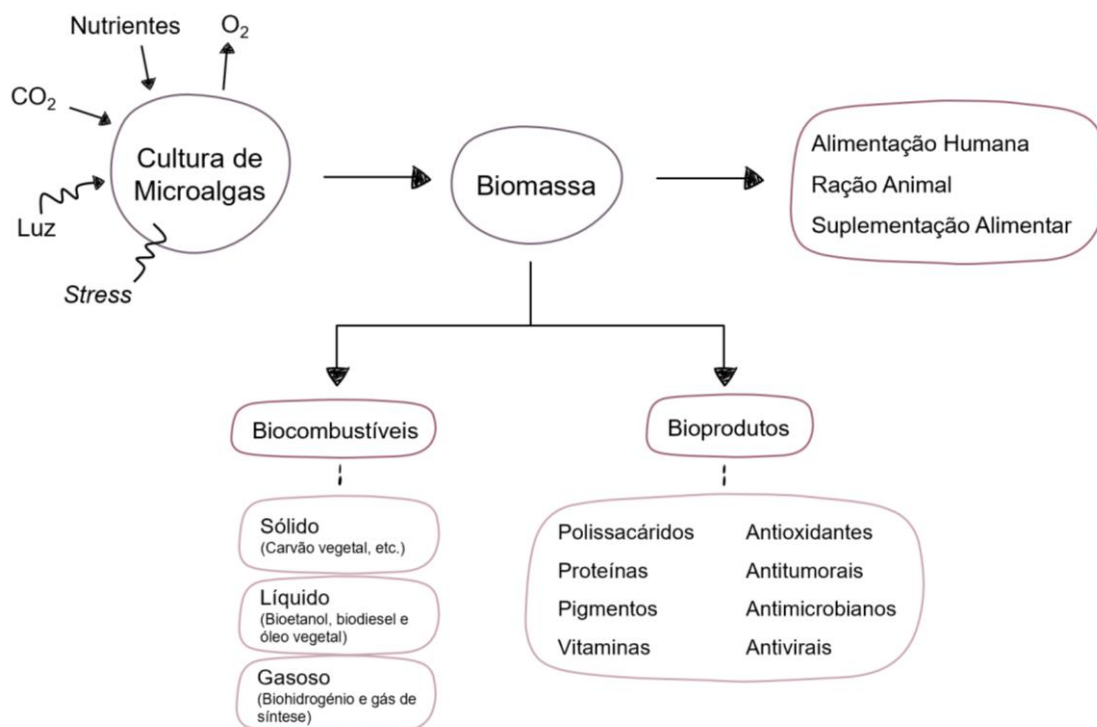 Nutrientes
O₂
CO₂
Cultura de
Microalgas
Luz
Stress
Biomassa
Alimentação Humana
Ração Animal
Suplementação Alimentar
Biocombustíveis
Sólido
(Carvão vegetal, etc.)
Líquido
(Bioetanol, biodiesel e
óleo vegetal)
Gasoso
(Biohidrogénio e gás de
síntese)
Bioprodutos
Polissacáridos
Proteínas
Pigmentos
Vitaminas
Antioxidantes
Antitumorais
Antimicrobianos
Antivirais